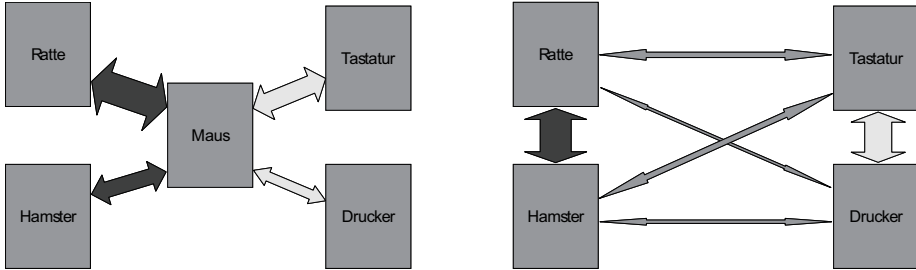 Ratte
Tastatur
Maus
Hamster
Drucker
Ratte
Tastatur
Hamster
Drucker